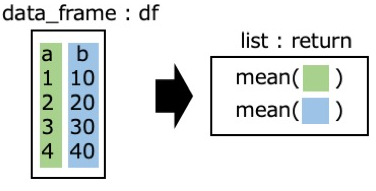 data_frame : df
a b
1 10
2 20
3 30
4 40
list : return
mean( )
mean( )